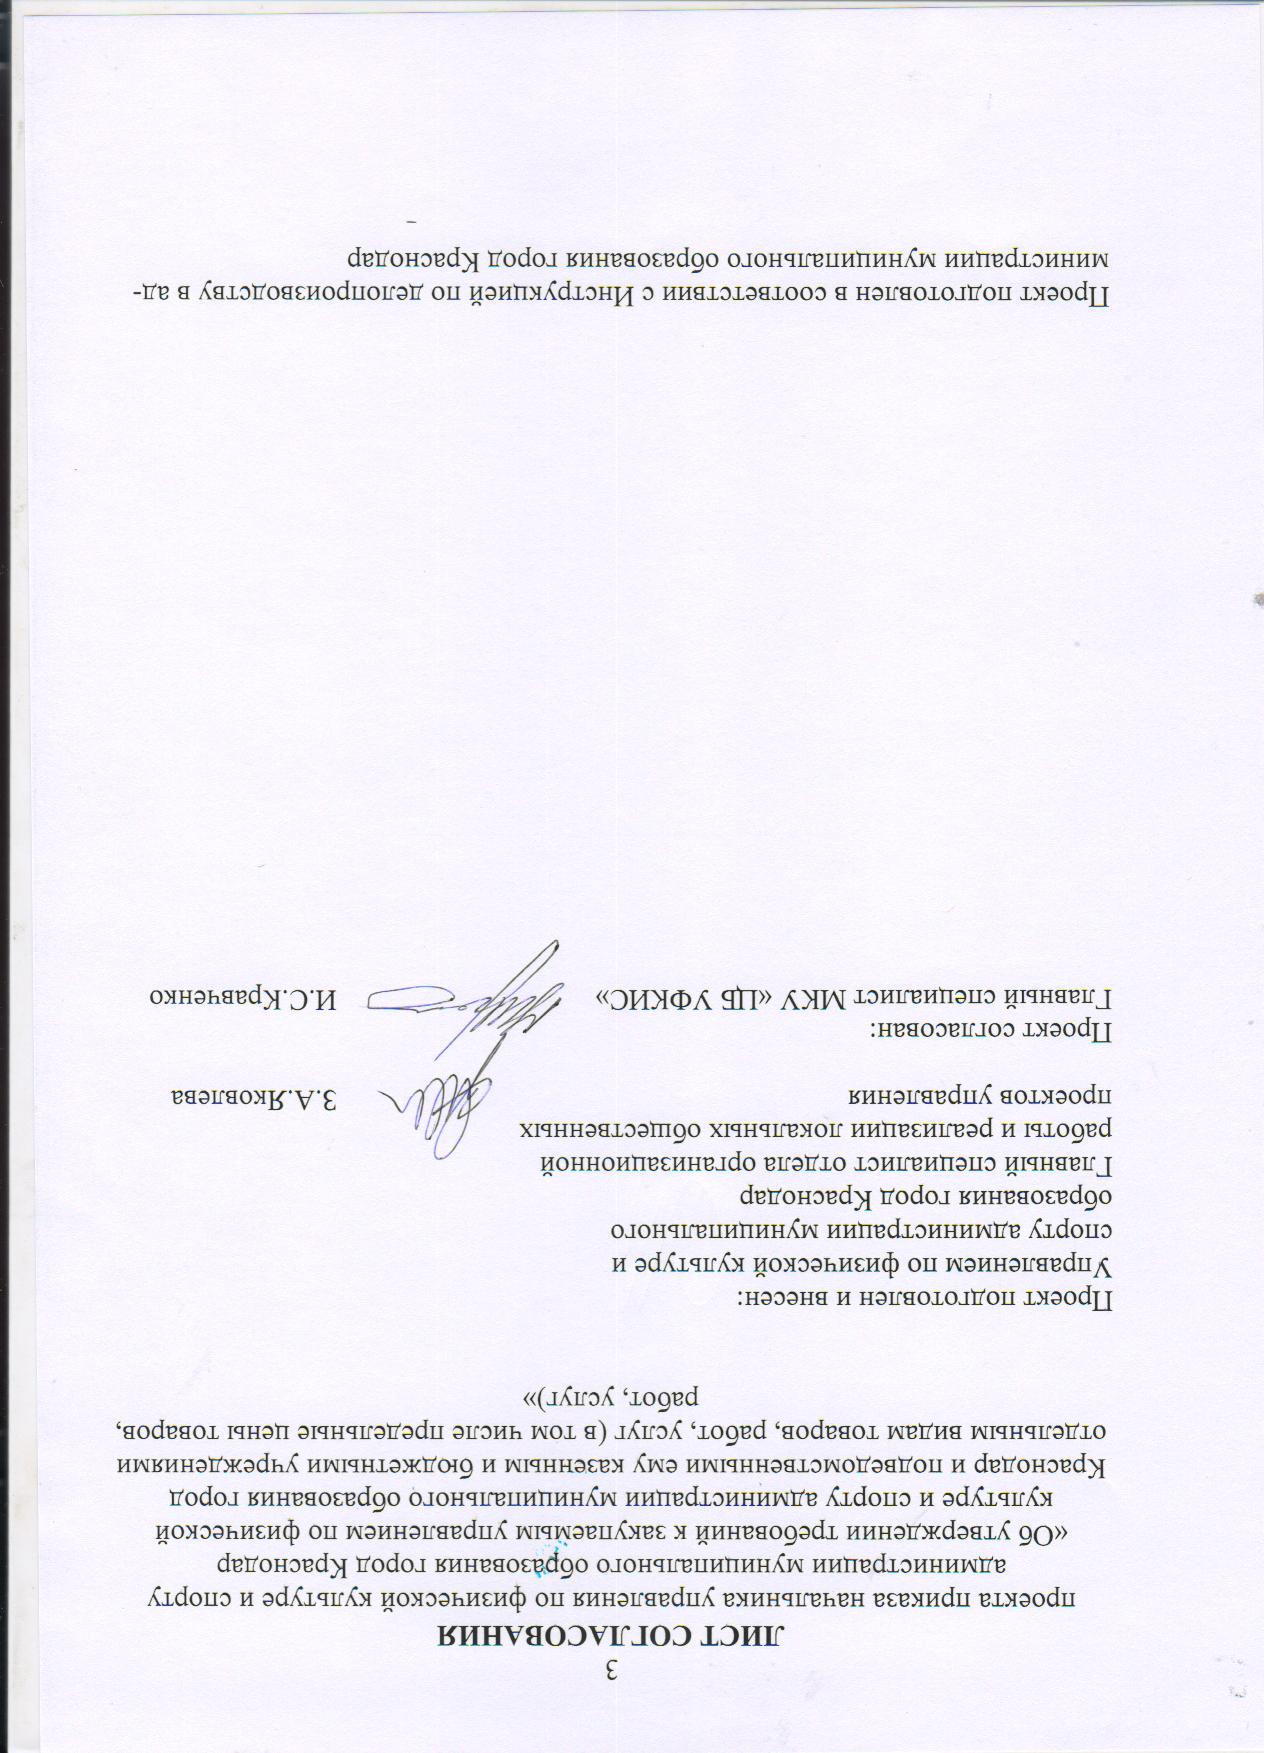 3
ЛИСТ СОГЛАСОВАНИЯ
проекта приказа начальника управления по физической культуре и спорту
администрации муниципального образования город Краснодар
«Об утверждении требований к закупаемым управлением по физической
культуре и спорту администрации муниципального образования город
Краснодар и подведомственными ему казенным и бюджетными учреждениями
отдельным видам товаров, работ, услуг (в том числе предельные цены товаров,
работ, услуг)»
Проект подготовлен и внесен:
Управлением по физической культуре и
спорту администрации муниципального
образования город Краснодар
Главный специалист отдела организационной
работы и реализации локальных общественных
проектов управления З.А.Яковлева
Проект согласован:
Главный специалист МКУ «ЦБ УФКИС» И.С.Кравченко
Проект подготовлен в соответствии с Инструкцией по делопроизводству в ад-
министрации муниципального образования город Краснодар